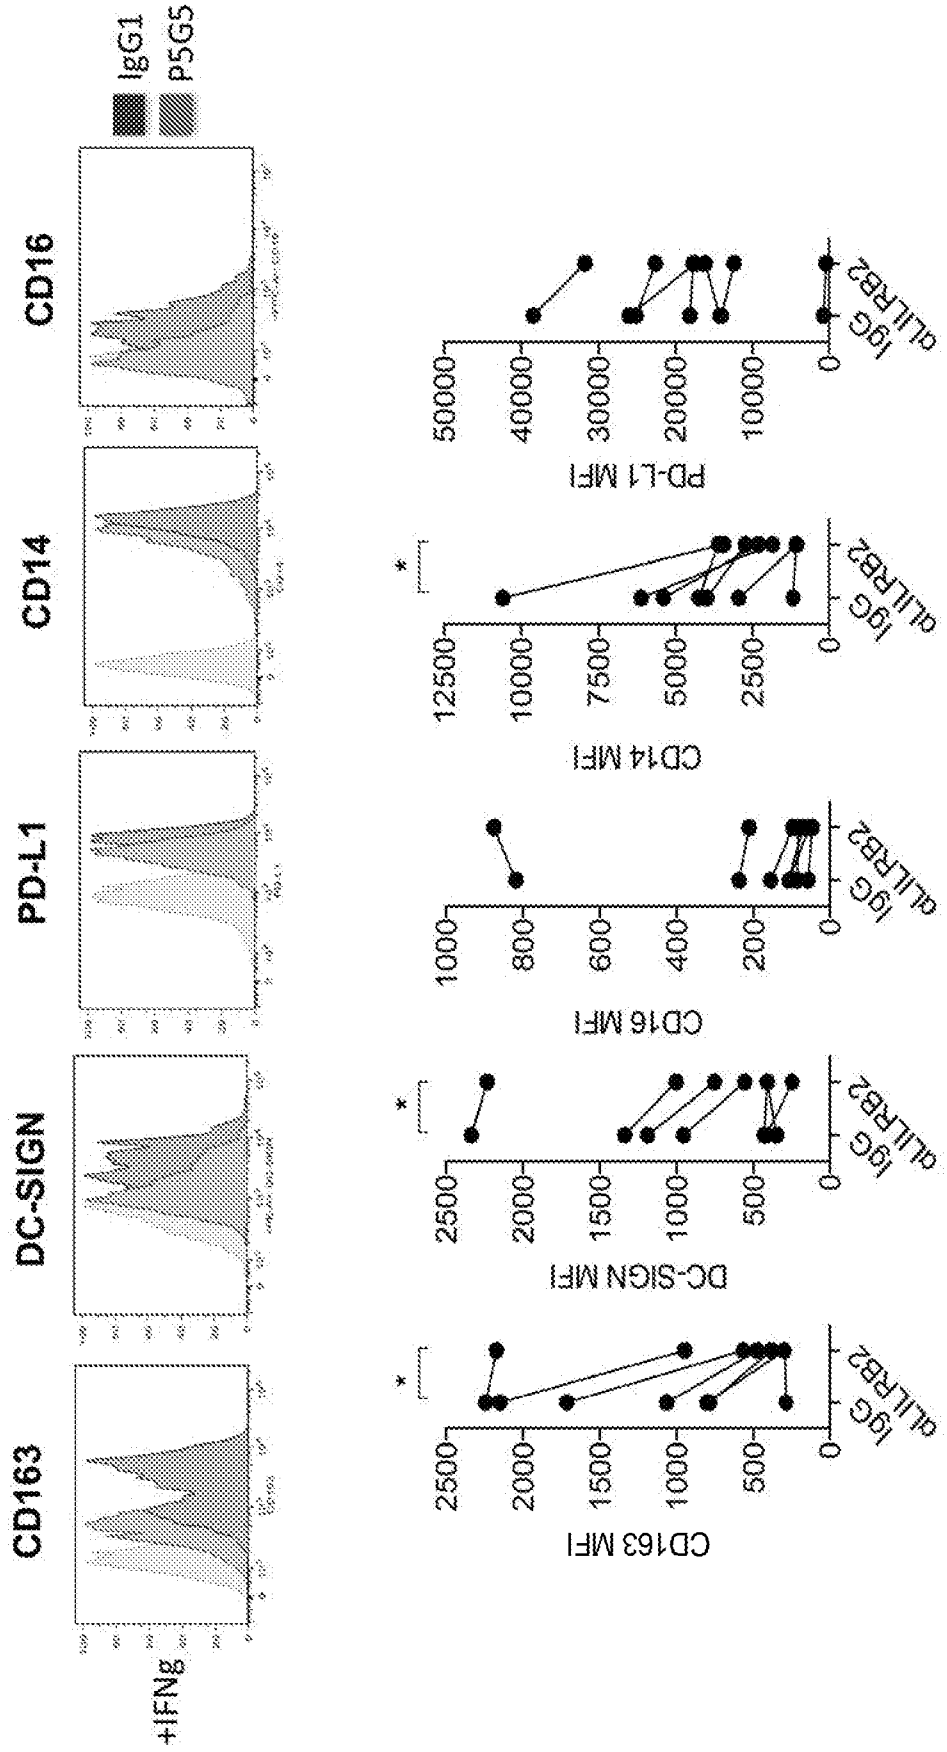 CD163
DC-SIGN
PD-L1
CD14
CD16
+IFNg
IgG1
P5G5
CD163 MFI
2500
2000
1500
1000
500
0
IgG
αLILRB2
*
DC-SIGN MFI
2500
2000
1500
1000
500
0
IgG
αLILRB2
*
CD16 MFI
1000
800
600
400
200
0
IgG
αLILRB2
CD14 MFI
12500
10000
7500
5000
2500
0
IgG
αLILRB2
*
PD-L1 MFI
50000
40000
30000
20000
10000
0
IgG
αLILRB2